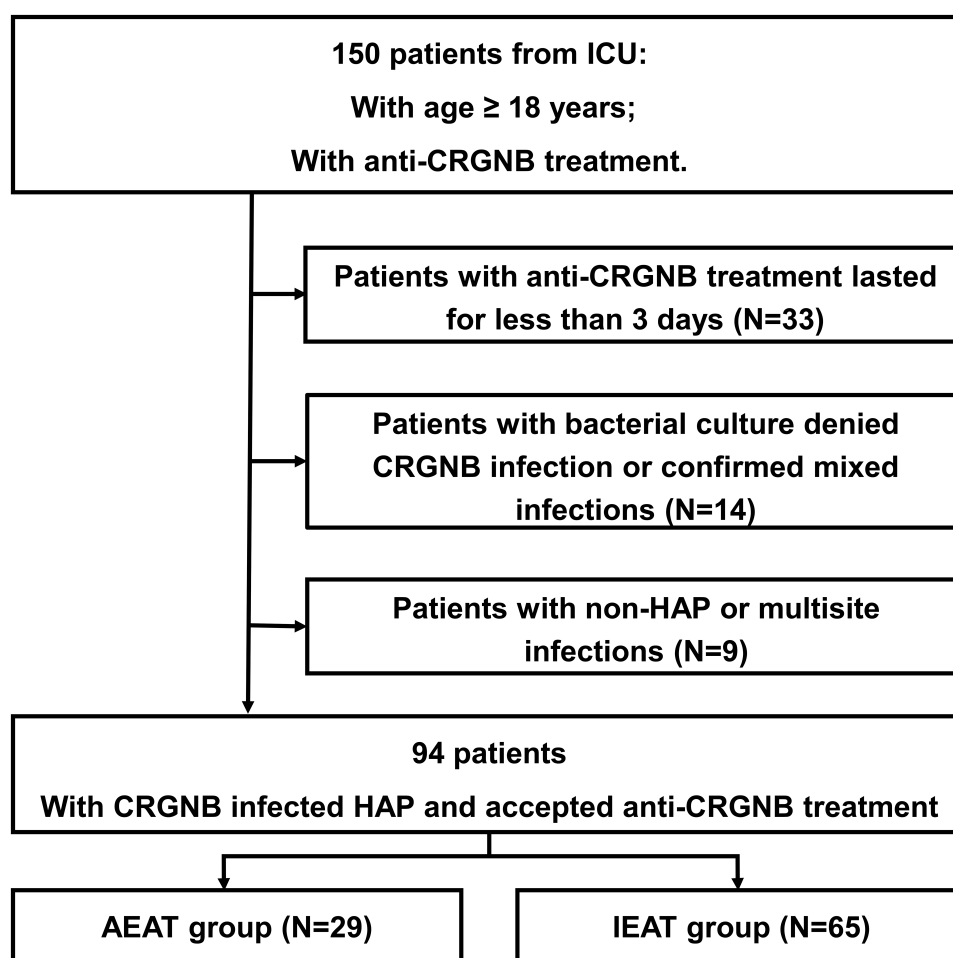 150 patients from ICU:
With age ≥ 18 years;
With anti-CRGNB treatment.
Patients with anti-CRGNB treatment lasted
for less than 3 days (N=33)
Patients with bacterial culture denied
CRGNB infection or confirmed mixed
infections (N=14)
Patients with non-HAP or multisite
infections (N=9)
94 patients
With CRGNB infected HAP and accepted anti-CRGNB treatment
AEAT group (N=29)
IEAT group (N=65)